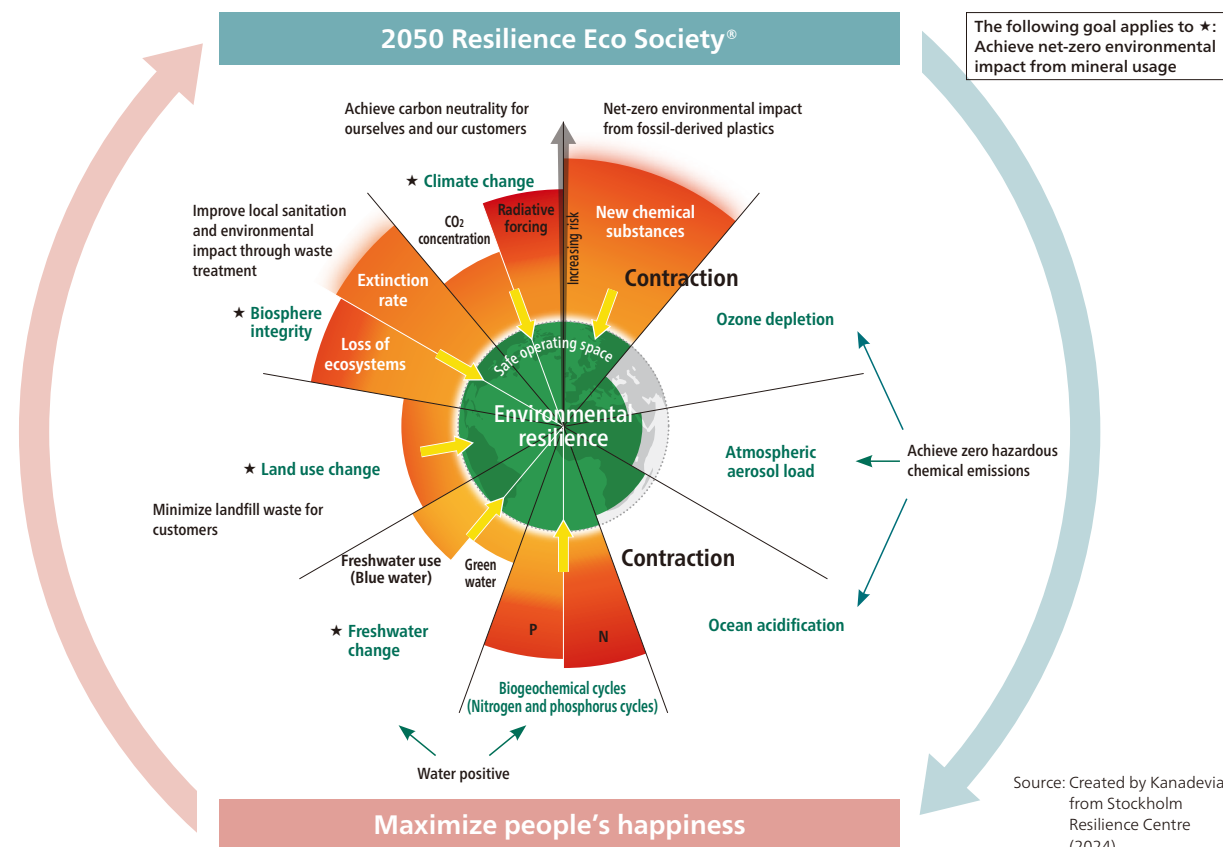 2050 Resilience Eco Society®
The following goal applies to ★:
Achieve net-zero environmental
impact from mineral usage
Achieve carbon neutrality for
ourselves and our customers
Net-zero environmental impact
from fossil-derived plastics
★ Climate change
CO2
concentration
Radiative
forcing
Increasing risk
New chemical
substances
Improve local sanitation
and environmental
impact through waste
treatment
Extinction
rate
Contraction
★ Biosphere
integrity
Loss of
ecosystems
Safe operating space
Ozone depletion
Environmental
resilience
Atmospheric
aerosol load
Achieve zero hazardous
chemical emissions
★ Land use change
Minimize landfill waste for
customers
Freshwater use
(Blue water)
Green
water
Contraction
★ Freshwater
change
P
N
Ocean acidification
Biogeochemical cycles
(Nitrogen and phosphorus cycles)
Water positive
Maximize people’s happiness
Source: Created by Kanadevia
from Stockholm
Resilience Centre
(2024)